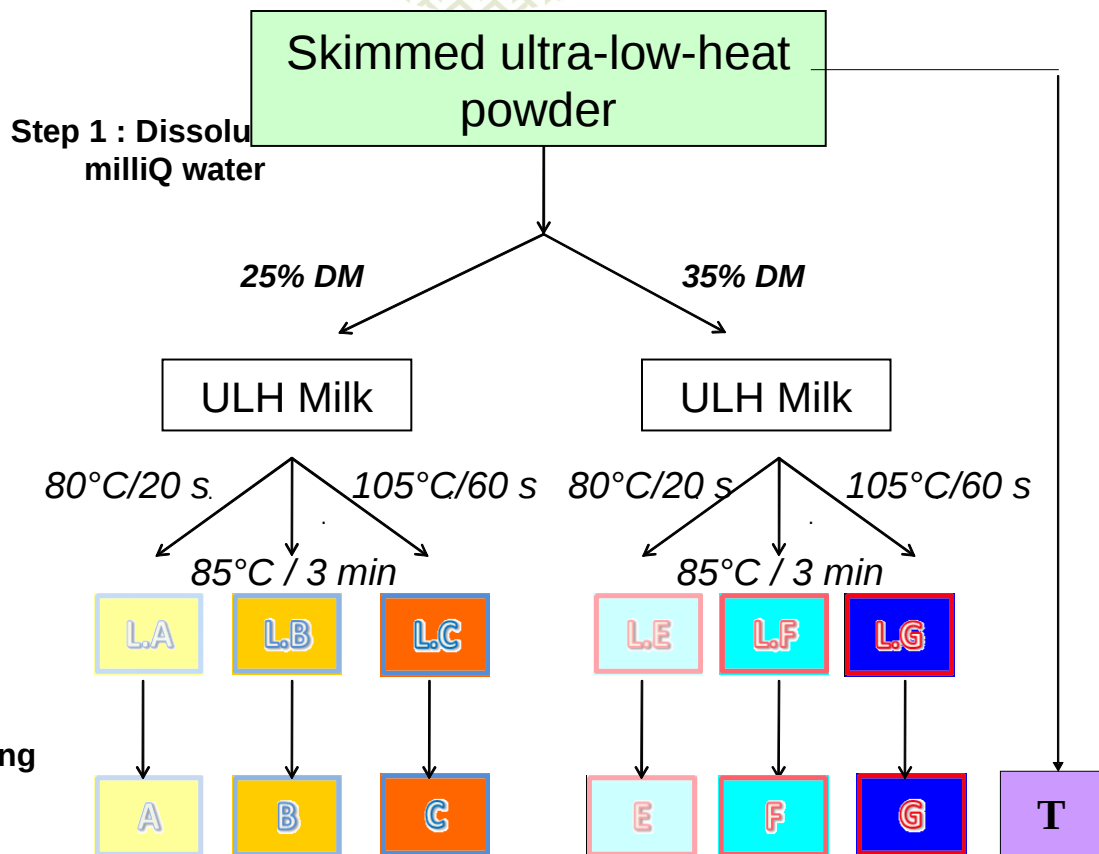 Skimmed ultra-low-heat
powder
Step 1 : Dissolu
milliQ water
25% DM
35% DM
ULH Milk
ULH Milk
80°C/20 s
105°C/60 s
80°C/20 s
105°C/60 s
85°C / 3 min
85°C / 3 min
L.A
L.B
L.C
L.E
L.F
L.G
ng
A
B
C
E
F
G
T